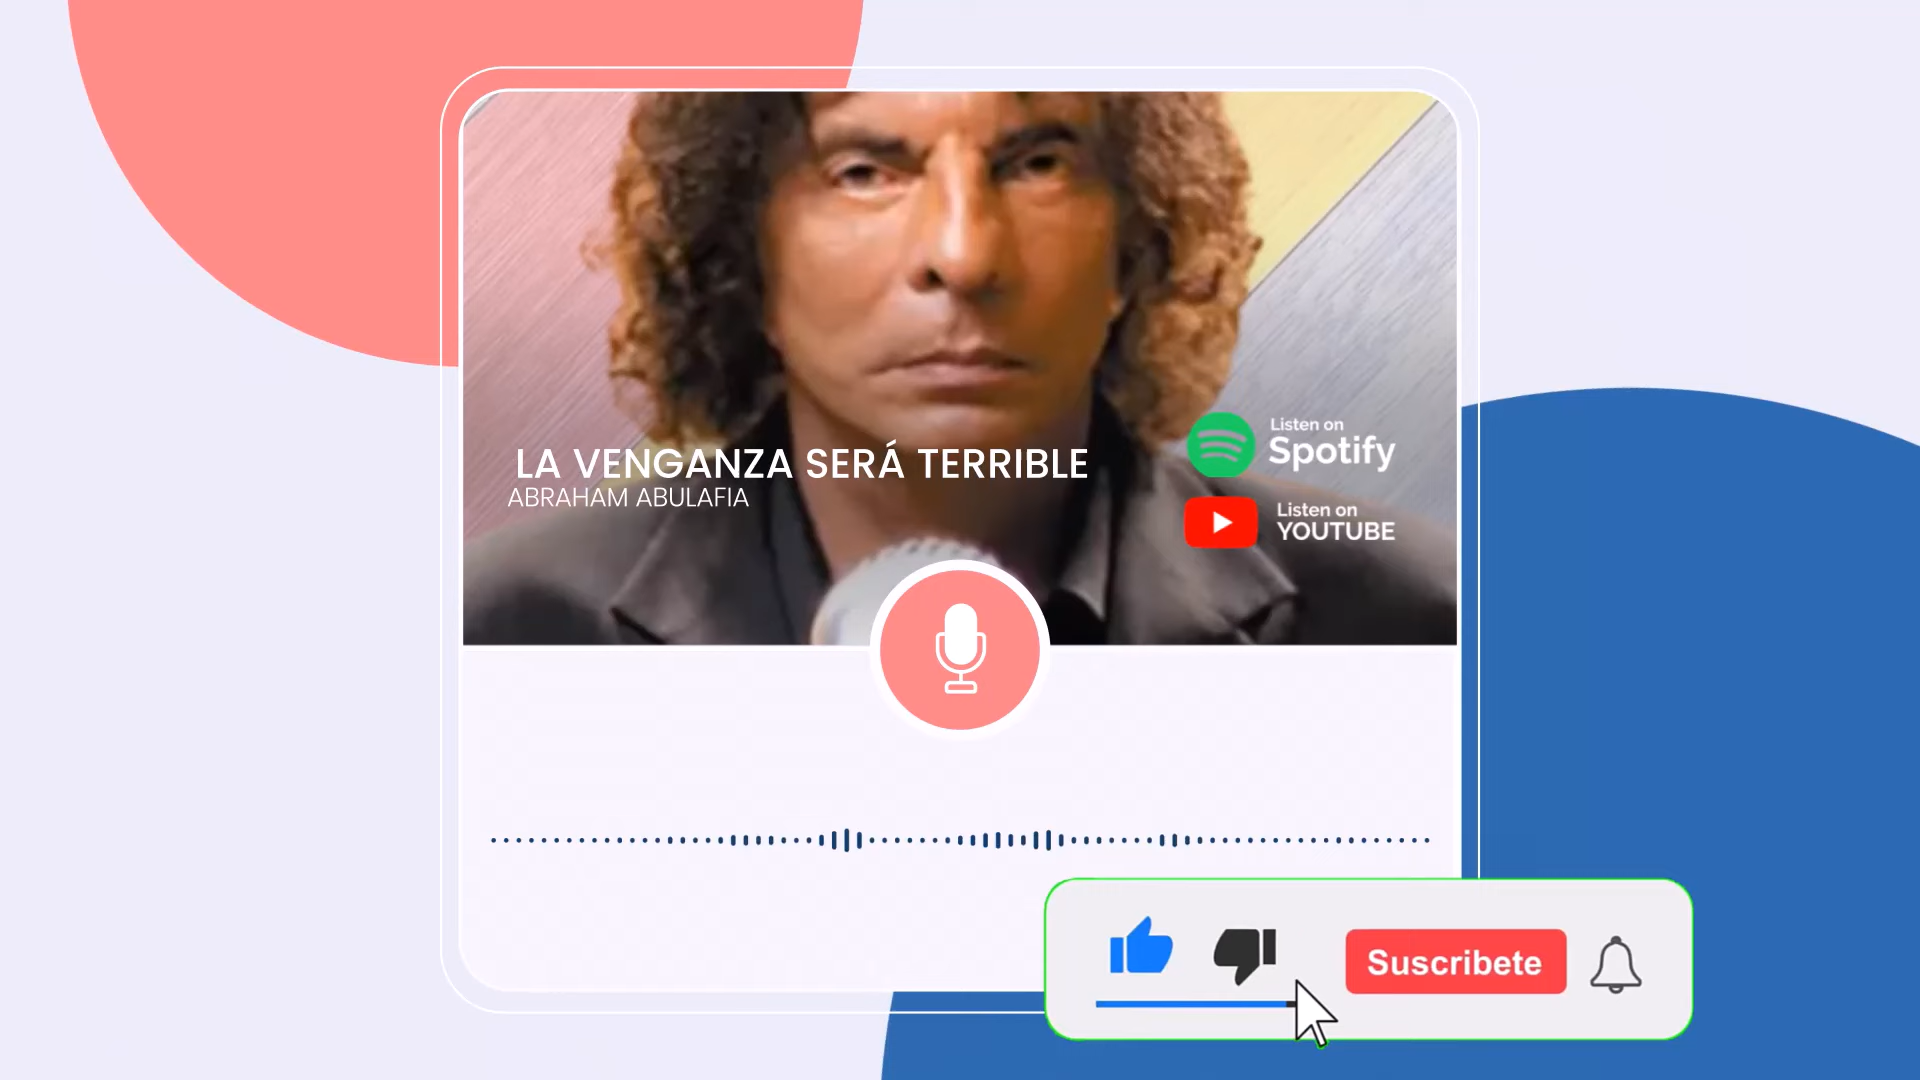 LA VENGANZA SERÁ TERRIBLE
ABRAHAM ABULAFIA
Listen on
Spotify
Listen on
YOUTUBE
Suscribete